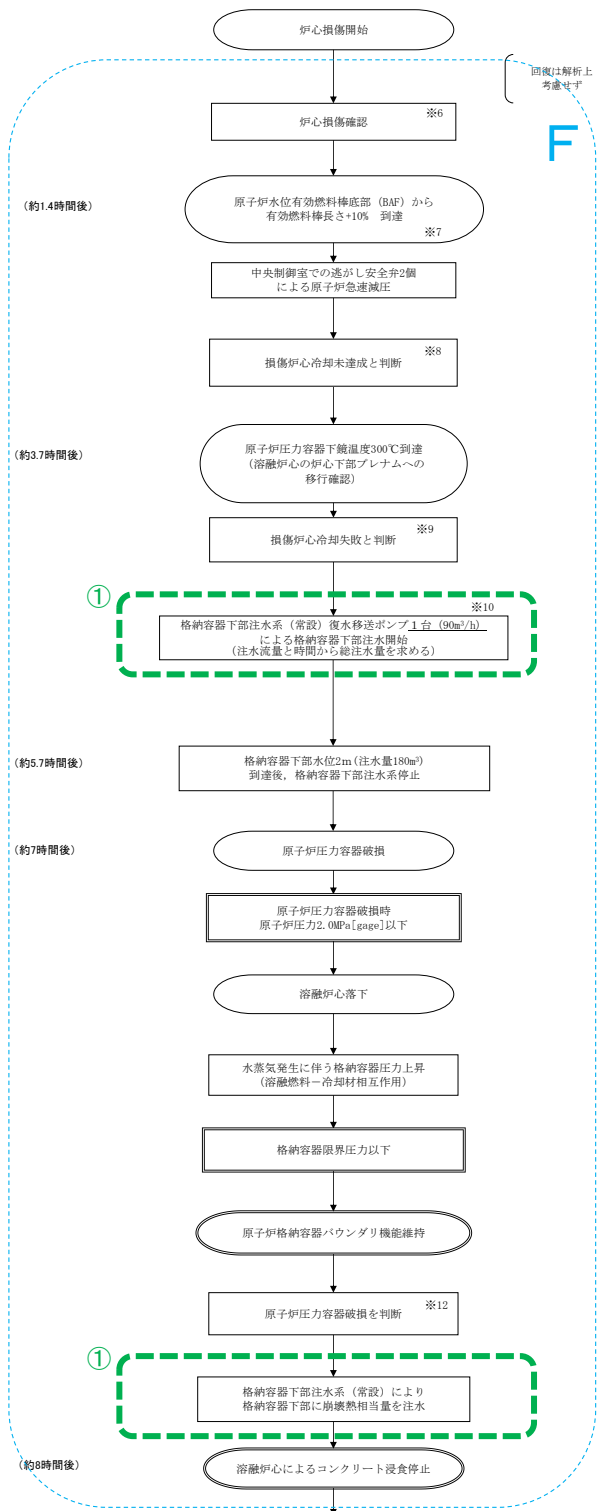 炉心損傷開始
回復は解析上
考慮せず
F
※6
炉心損傷確認
(約1.4時間後)
原子炉水位有効燃料棒底部（BAF）から
有効燃料棒長さ+10%　到達
※7
中央制御室での逃がし安全弁2個
による原子炉急速減圧
※8
損傷炉心冷却未達成と判断
(約3.7時間後)
原子炉圧力容器下鏡温度300℃到達
（溶融炉心の炉心下部プレナムへの
移行確認）
※9
損傷炉心冷却失敗と判断
①
※10
格納容器下部注水系（常設）復水移送ポンプ１台（90m³/h）
による格納容器下部注水開始
（注水流量と時間から総注水量を求める）
(約5.7時間後)
格納容器下部水位2m(注水量180m³)
到達後，格納容器下部注水系停止
(約7時間後)
原子炉圧力容器破損
原子炉圧力容器破損時
原子炉圧力2.0MPa[gage]以下
溶融炉心落下
水蒸気発生に伴う格納容器圧力上昇
（溶融燃料－冷却材相互作用）
格納容器限界圧力以下
原子炉格納容器バウンダリ機能維持
※12
原子炉圧力容器破損を判断
①
格納容器下部注水系（常設）により
格納容器下部に崩壊熱相当量を注水
(約8時間後)
溶融炉心によるコンクリート浸食停止